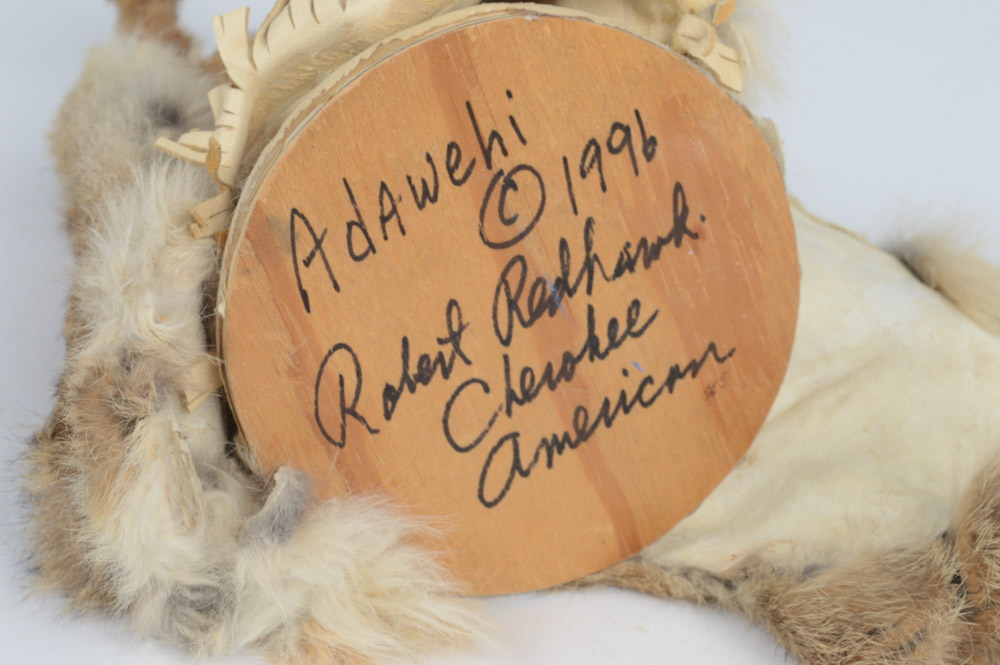 Adawehi
© 1996
Robert Redhawk.
Cherokee
American